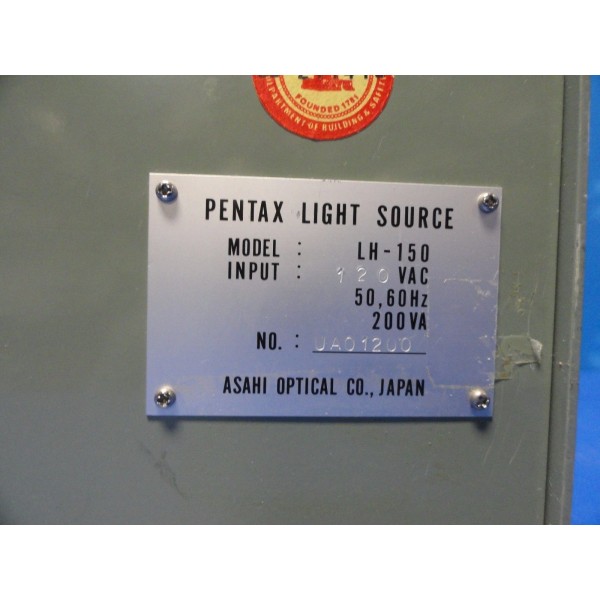 FOUNDED 1781
DEPARTMENT OF BUILDING & SAFETY
PENTAX LIGHT SOURCE
MODEL : LH-150
INPUT : 120 VAC
50,60Hz
200VA
NO. : UA01200
ASAHI OPTICAL CO., JAPAN